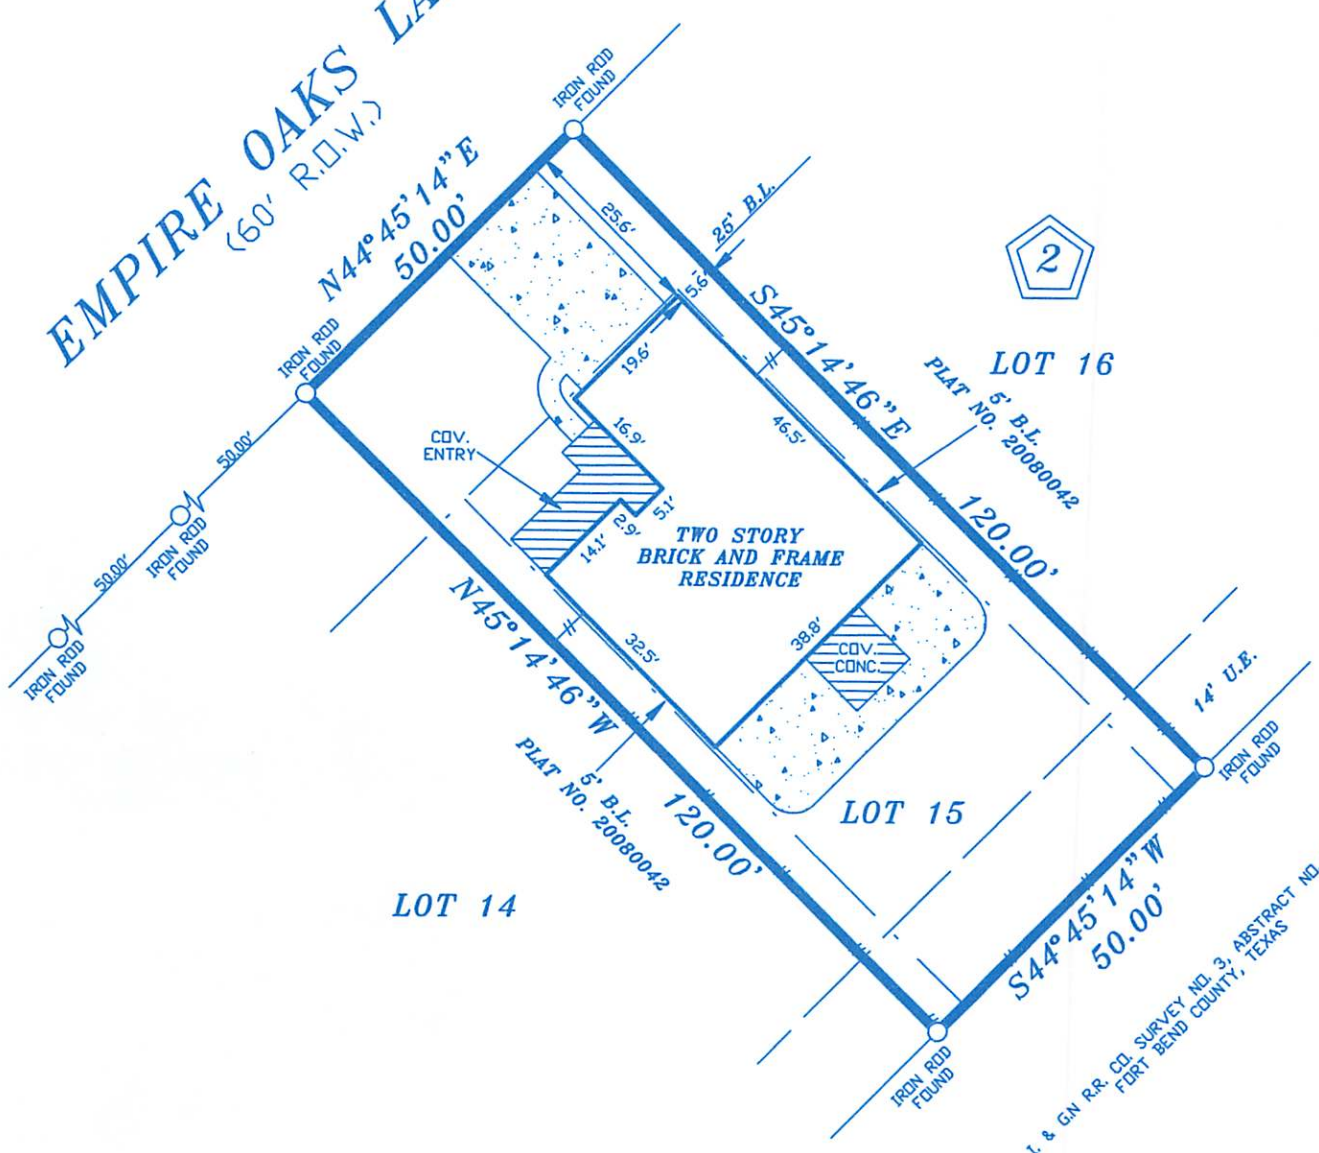 EMPIRE OAKS
(60' R.O.W.)
IRON ROD
FOUND
N44°45'14"E
50.00'
25.6'
25' B.L.
2
5.6'
S45°14'46"E
LOT 16
IRON ROD
FOUND
19.6'
5' B.L.
PLAT NO. 20080042
50.00'
COV.
ENTRY
16.9'
46.5'
120.00'
IRON ROD
FOUND
5.1'
2.9'
14.1'
TWO STORY
BRICK AND FRAME
RESIDENCE
50.00'
IRON ROD
FOUND
N45°14'46"W
32.5'
38.8'
COV.
CONC.
14' U.E.
IRON ROD
FOUND
5' B.L.
PLAT NO. 20080042
120.00'
LOT 15
LOT 14
S44°45'14"W
50.00'
IRON ROD
FOUND
& GN R.R. CO. SURVEY NO. 3, ABSTRACT NO.
FORT BEND COUNTY, TEXAS